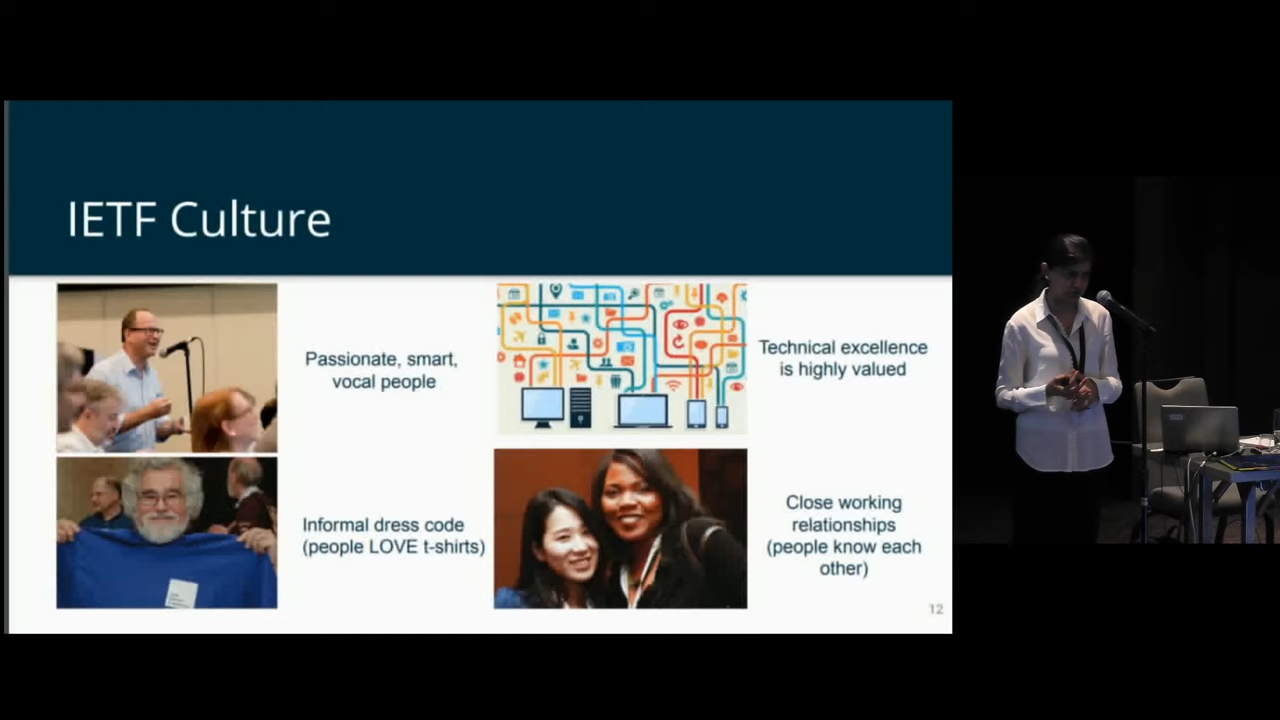 IETF Culture
Passionate, smart,
vocal people
Technical excellence
is highly valued
Informal dress code
(people LOVE t-shirts)
Close working
relationships
(people know each
other)
12